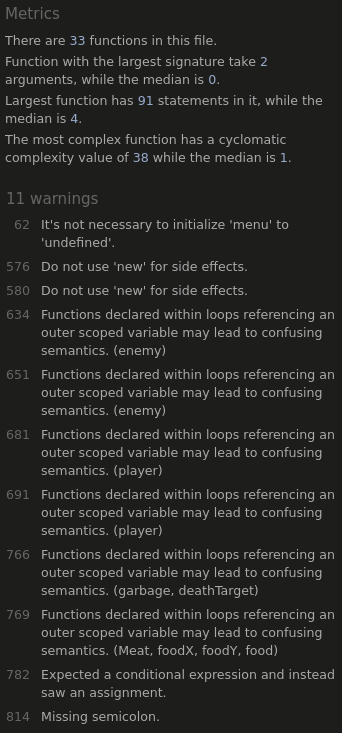 Metrics
There are 33 functions in this file.
Function with the largest signature take 2
arguments, while the median is 0.
Largest function has 91 statements in it, while the
median is 4.
The most complex function has a cyclomatic
complexity value of 38 while the median is 1.
11 warnings
62 It's not necessary to initialize 'menu' to
'undefined'.
576 Do not use 'new' for side effects.
580 Do not use 'new' for side effects.
634 Functions declared within loops referencing an
outer scoped variable may lead to confusing
semantics. (enemy)
651 Functions declared within loops referencing an
outer scoped variable may lead to confusing
semantics. (enemy)
681 Functions declared within loops referencing an
outer scoped variable may lead to confusing
semantics. (player)
691 Functions declared within loops referencing an
outer scoped variable may lead to confusing
semantics. (player)
766 Functions declared within loops referencing an
outer scoped variable may lead to confusing
semantics. (garbage, deathTarget)
769 Functions declared within loops referencing an
outer scoped variable may lead to confusing
semantics. (Meat, foodX, foodY, food)
782 Expected a conditional expression and instead
saw an assignment.
814 Missing semicolon.